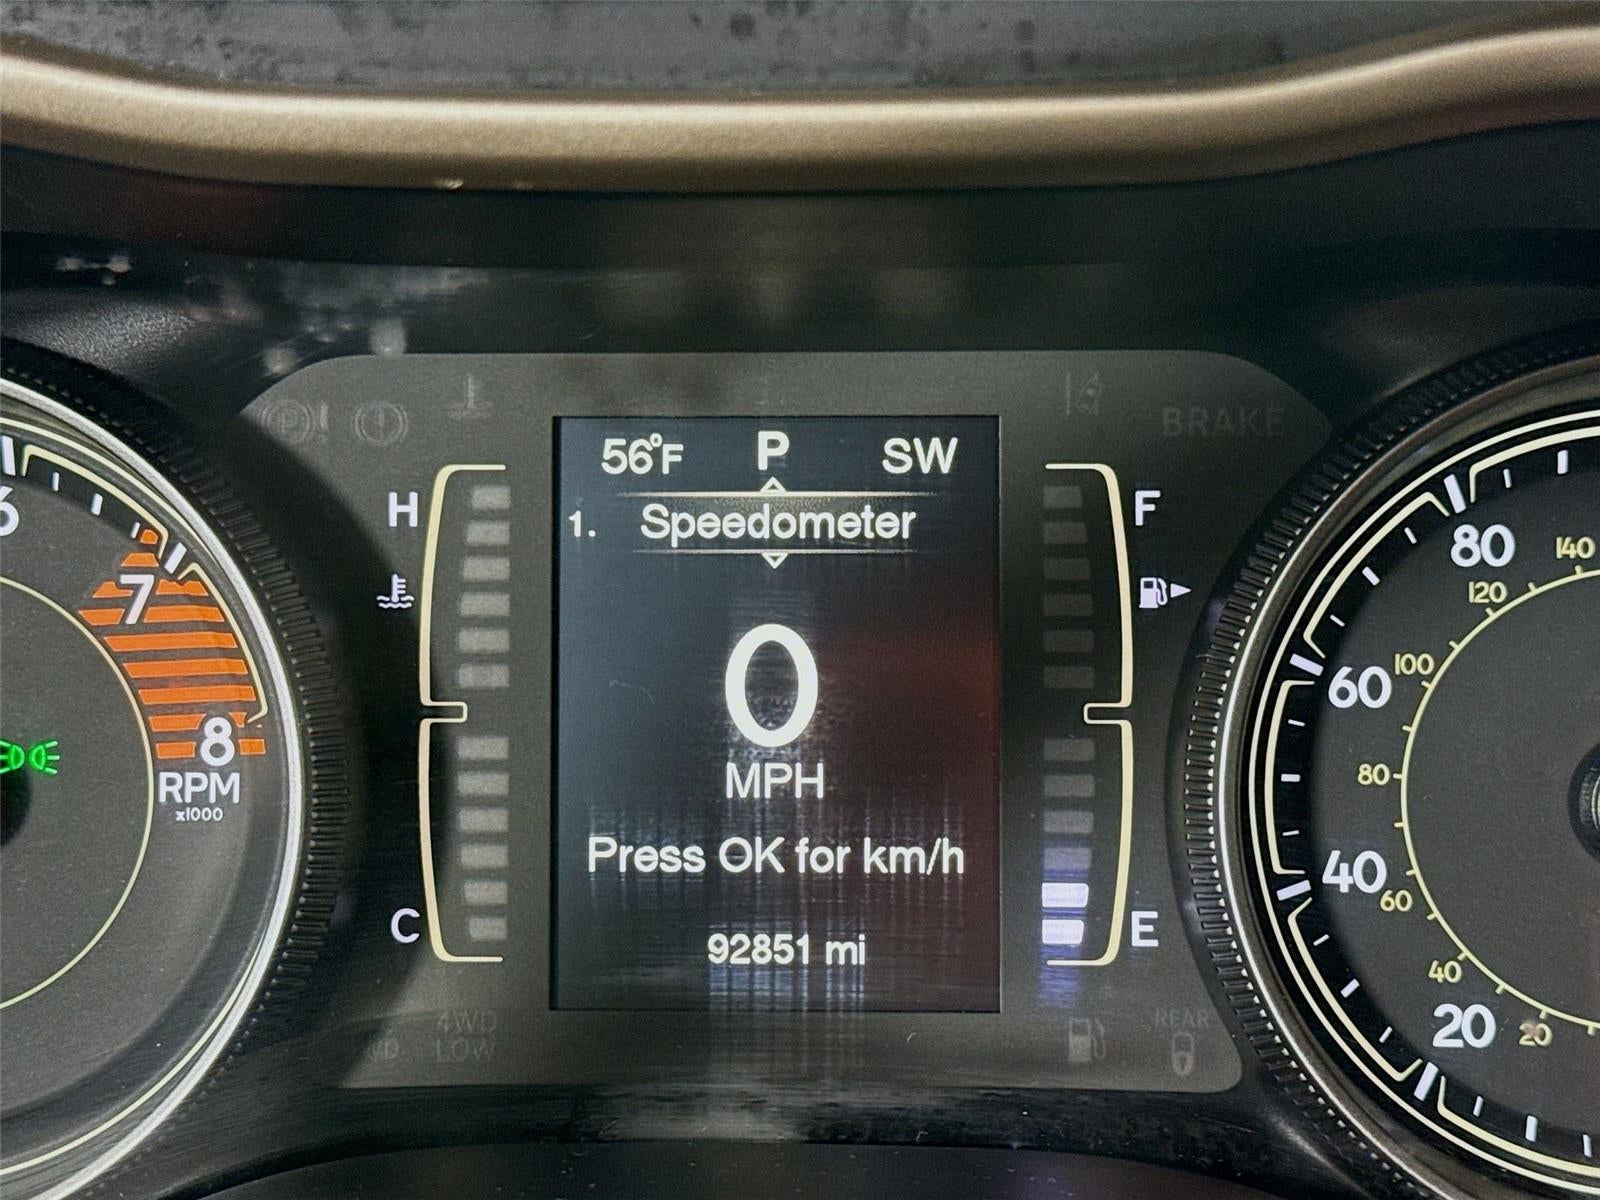 BRAKE
56°F P SW
1. Speedometer
0
MPH
Press OK for km/h
92851 mi
H
C
F
E
6
7
8
RPM
x1000
80
60
40
20
140
120
100
80
60
40
20
4WD
LOW
REAR